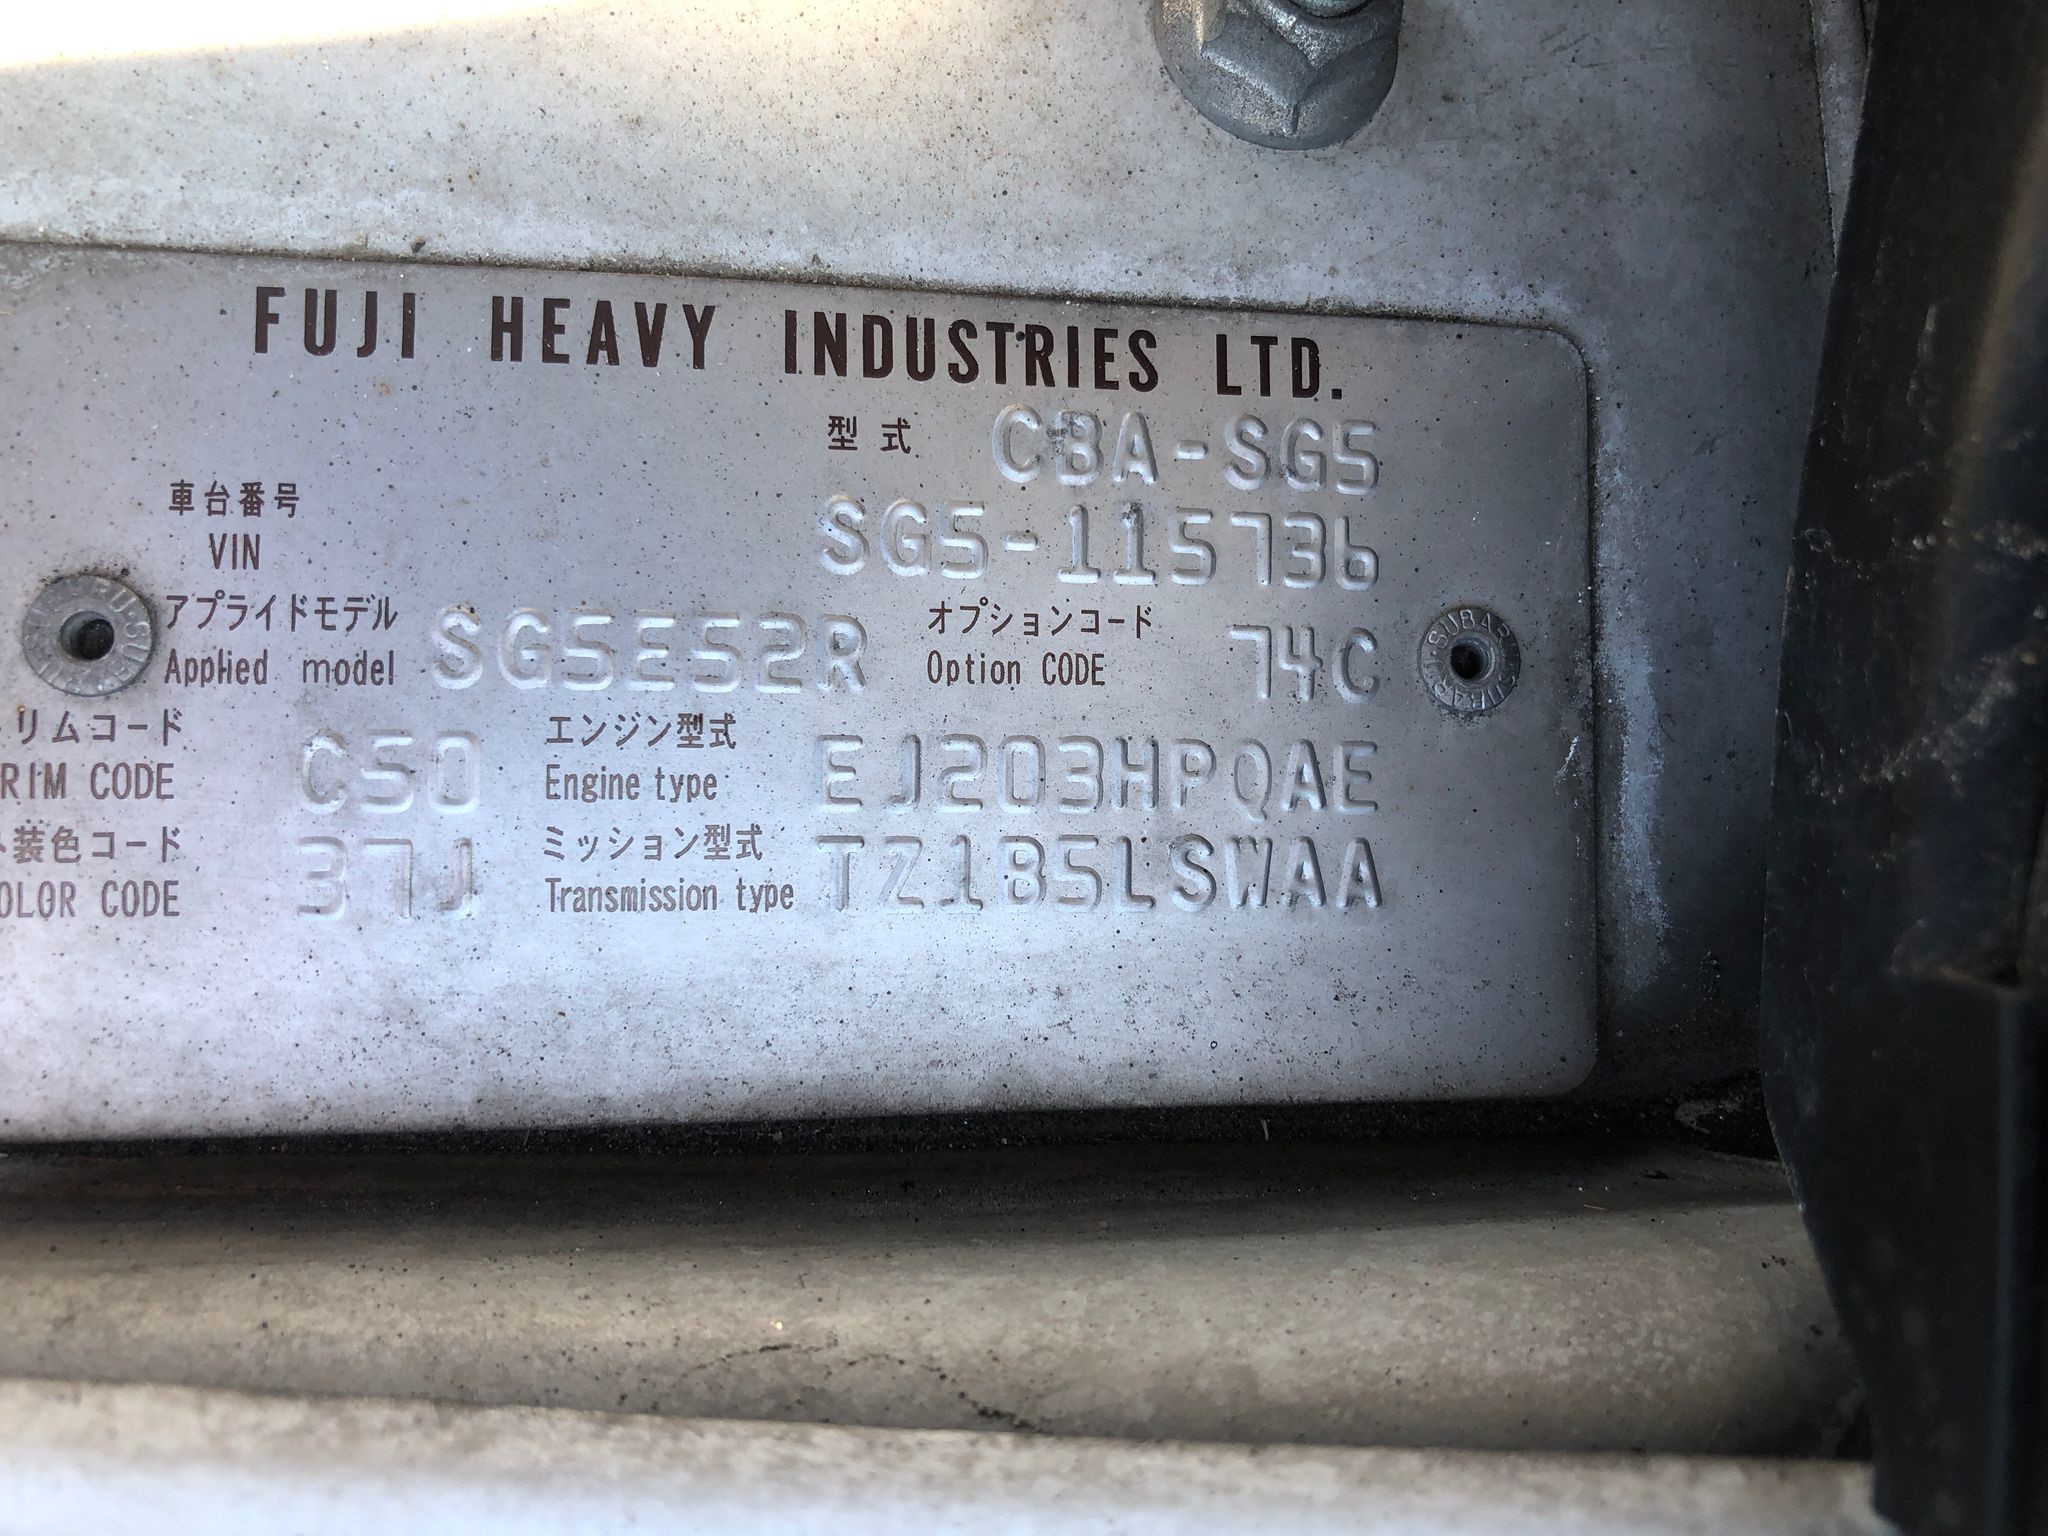 FUJI HEAVY INDUSTRIES LTD.
型式 CBA-SG5
車台番号
VIN SG5-115736
アプライドモデル
Applied model SG5E52R
オプションコード
Option CODE 74C
リムコード
RIM CODE C50
エンジン型式
Engine type EJ203HPQAE
装色コード
OLOR CODE 37J
ミッション型式
Transmission type TZ1B5LSWAA
SUBARU SUBARU